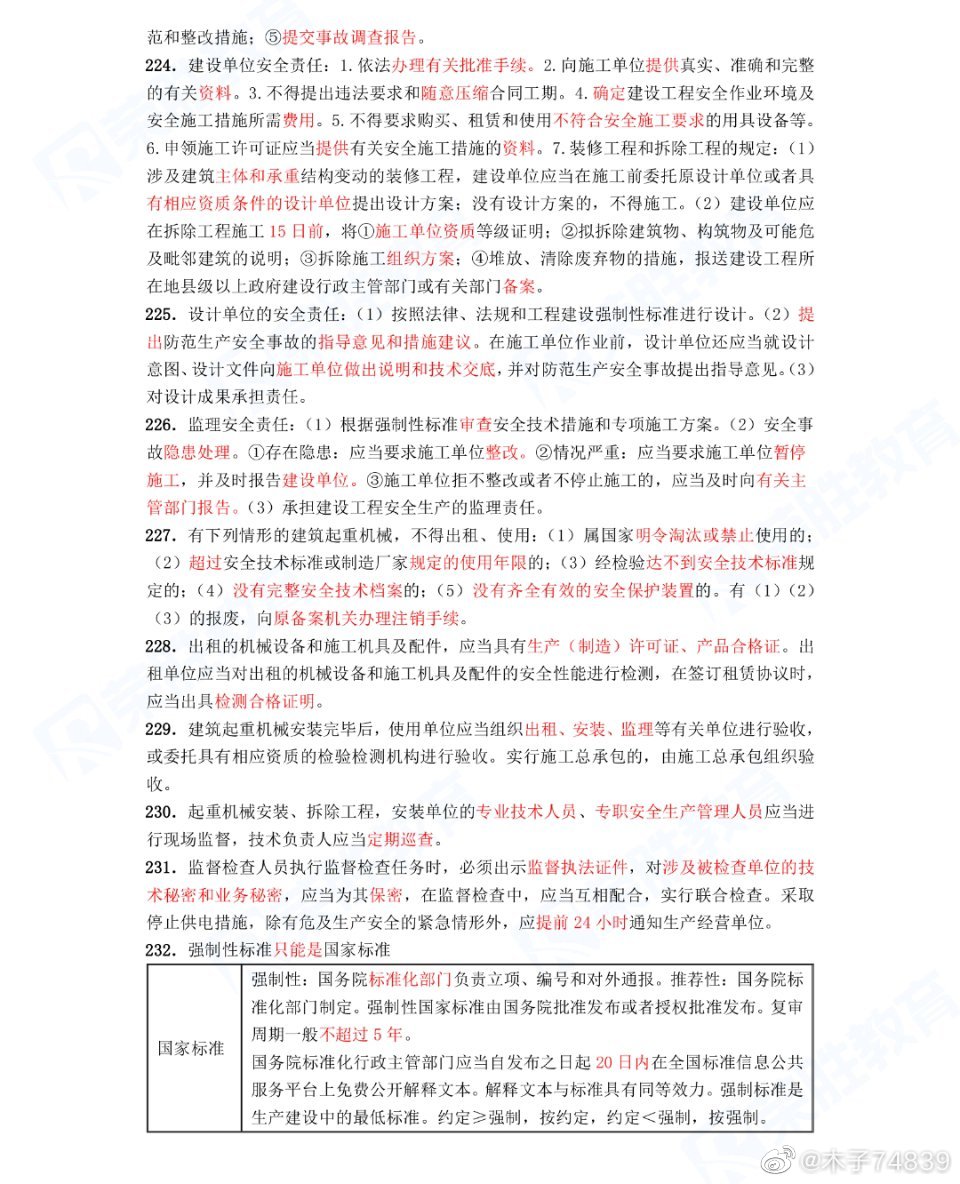 范和整改措施；⑤提交事故调查报告。
224．建设单位安全责任：1.依法办理有关批准手续。2.向施工单位提供真实、准确和完整
的有关资料。3.不得提出违法要求和随意压缩合同工期。4.确定建设工程安全作业环境及
安全施工措施所需费用。5.不得要求购买、租赁和使用不符合安全施工要求的用具设备等。
6.申领施工许可证应当提供有关安全施工措施的资料。7.装修工程和拆除工程的规定：（1）
涉及建筑主体和承重结构变动的装修工程，建设单位应当在施工前委托原设计单位或者具
有相应资质条件的设计单位提出设计方案；没有设计方案的，不得施工。（2）建设单位应
在拆除工程施工 15 日前，将①施工单位资质等级证明；②拟拆除建筑物、构筑物及可能危
及毗邻建筑的说明；③拆除施工组织方案；④堆放、清除废弃物的措施，报送建设工程所
在地县级以上政府建设行政主管部门或有关部门备案。
225．设计单位的安全责任：（1）按照法律、法规和工程建设强制性标准进行设计。（2）提
出防范生产安全事故的指导意见和措施建议。在施工单位作业前，设计单位还应当就设计
意图、设计文件向施工单位做出说明和技术交底，并对防范生产安全事故提出指导意见。（3）
对设计成果承担责任。
226．监理安全责任：（1）根据强制性标准审查安全技术措施和专项施工方案。（2）安全事
故隐患处理。①存在隐患：应当要求施工单位整改。②情况严重：应当要求施工单位暂停
施工，并及时报告建设单位。③施工单位拒不整改或者不停止施工的，应当及时向有关主
管部门报告。（3）承担建设工程安全生产的监理责任。
227．有下列情形的建筑起重机械，不得出租、使用：（1）属国家明令淘汰或禁止使用的；
（2）超过安全技术标准或制造厂家规定的使用年限的；（3）经检验达不到安全技术标准规
定的；（4）没有完整安全技术档案的；（5）没有齐全有效的安全保护装置的。有（1）（2）
（3）的报废，向原备案机关办理注销手续。
228．出租的机械设备和施工机具及配件，应当具有生产（制造）许可证、产品合格证。出
租单位应当对出租的机械设备和施工机具及配件的安全性能进行检测，在签订租赁协议时，
应当出具检测合格证明。
229．建筑起重机械安装完毕后，使用单位应当组织出租、安装、监理等有关单位进行验收，
或委托具有相应资质的检验检测机构进行验收。实行施工总承包的，由施工总承包组织验
收。
230．起重机械安装、拆除工程，安装单位的专业技术人员、专职安全生产管理人员应当进
行现场监督，技术负责人应当定期巡查。
231．监督检查人员执行监督检查任务时，必须出示监督执法证件，对涉及被检查单位的技
术秘密和业务秘密，应当为其保密，在监督检查中，应当互相配合，实行联合检查。采取
停止供电措施，除有危及生产安全的紧急情形外，应提前 24 小时通知生产经营单位。
232．强制性标准只能是国家标准
国家标准
强制性：国务院标准化部门负责立项、编号和对外通报。推荐性：国务院标
准化部门制定。强制性国家标准由国务院批准发布或者授权批准发布。复审
周期一般不超过 5 年。
国务院标准化行政主管部门应当自发布之日起 20 日内在全国标准信息公共
服务平台上免费公开解释文本。解释文本与标准具有同等效力。强制标准是
生产建设中的最低标准。约定≥强制，按约定，约定＜强制，按强制。
@木子74839